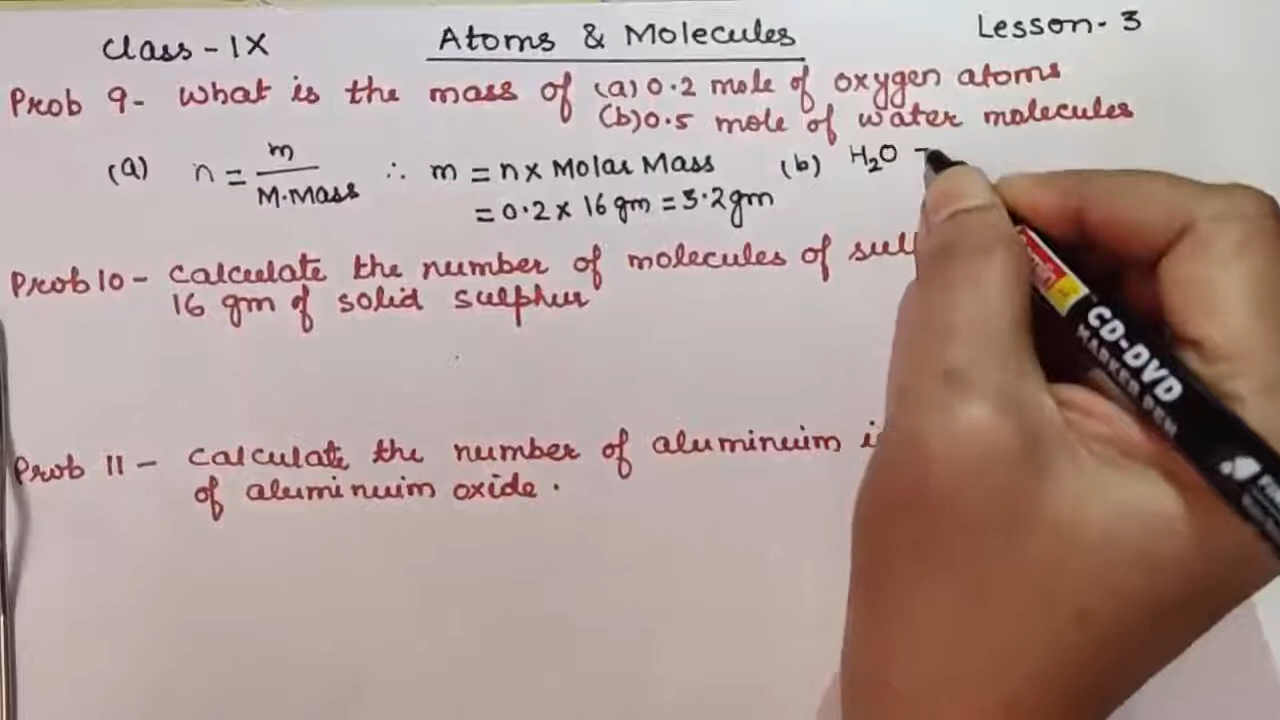 Class - IX Atoms & Molecules Lesson - 3
Prob 9 - What is the mass of (a) 0.2 mole of oxygen atoms
(b) 0.5 mole of water molecules
(a) n = m / M.Mass ∴ m = n x Molar Mass (b) H₂O
= 0.2 x 16 gm = 3.2 gm
Prob 10 - Calculate the number of molecules of
16 gm of solid sulphur
Prob 11 - Calculate the number of aluminuim
of aluminuim oxide.
CD-DVD
MARKER PEN